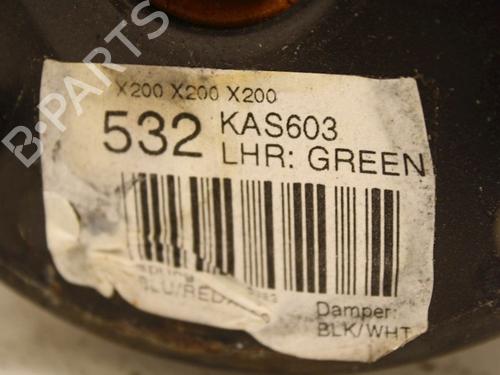 B-PARTS
X200 X200 X200
532 KAS603
LHR: GREEN
Damper:
BLK/WHT